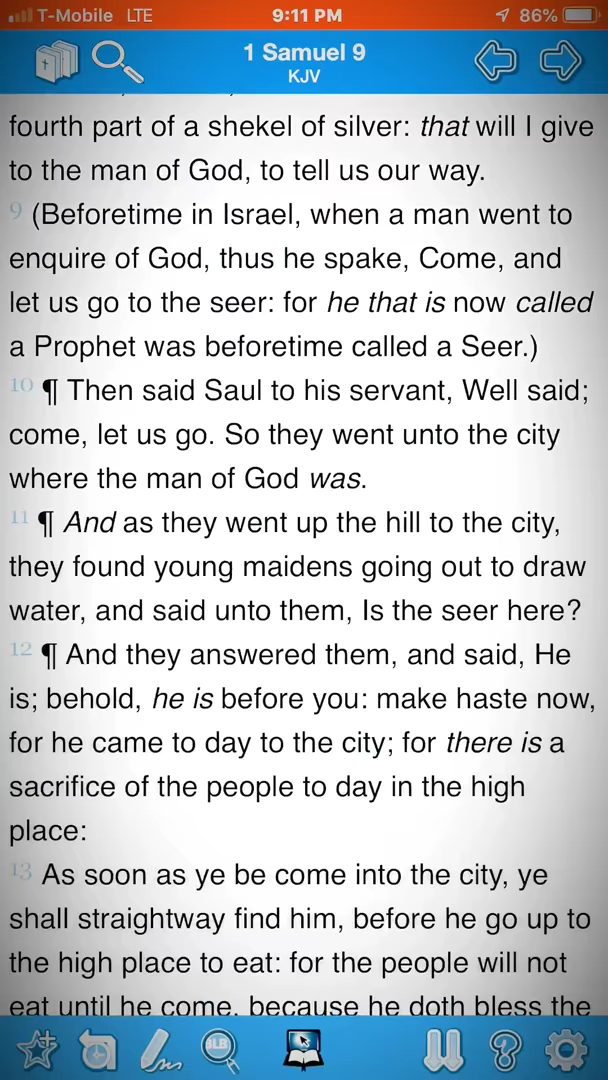 T-Mobile LTE 9:11 PM 86%
1 Samuel 9
KJV
fourth part of a shekel of silver: that will I give
to the man of God, to tell us our way.
9 (Beforetime in Israel, when a man went to
enquire of God, thus he spake, Come, and
let us go to the seer: for he that is now called
a Prophet was beforetime called a Seer.)
10 ¶ Then said Saul to his servant, Well said;
come, let us go. So they went unto the city
where the man of God was.
11 ¶ And as they went up the hill to the city,
they found young maidens going out to draw
water, and said unto them, Is the seer here?
12 ¶ And they answered them, and said, He
is; behold, he is before you: make haste now,
for he came to day to the city; for there is a
sacrifice of the people to day in the high
place:
13 As soon as ye be come into the city, ye
shall straightway find him, before he go up to
the high place to eat: for the people will not
eat until he come, because he doth bless the
BLB